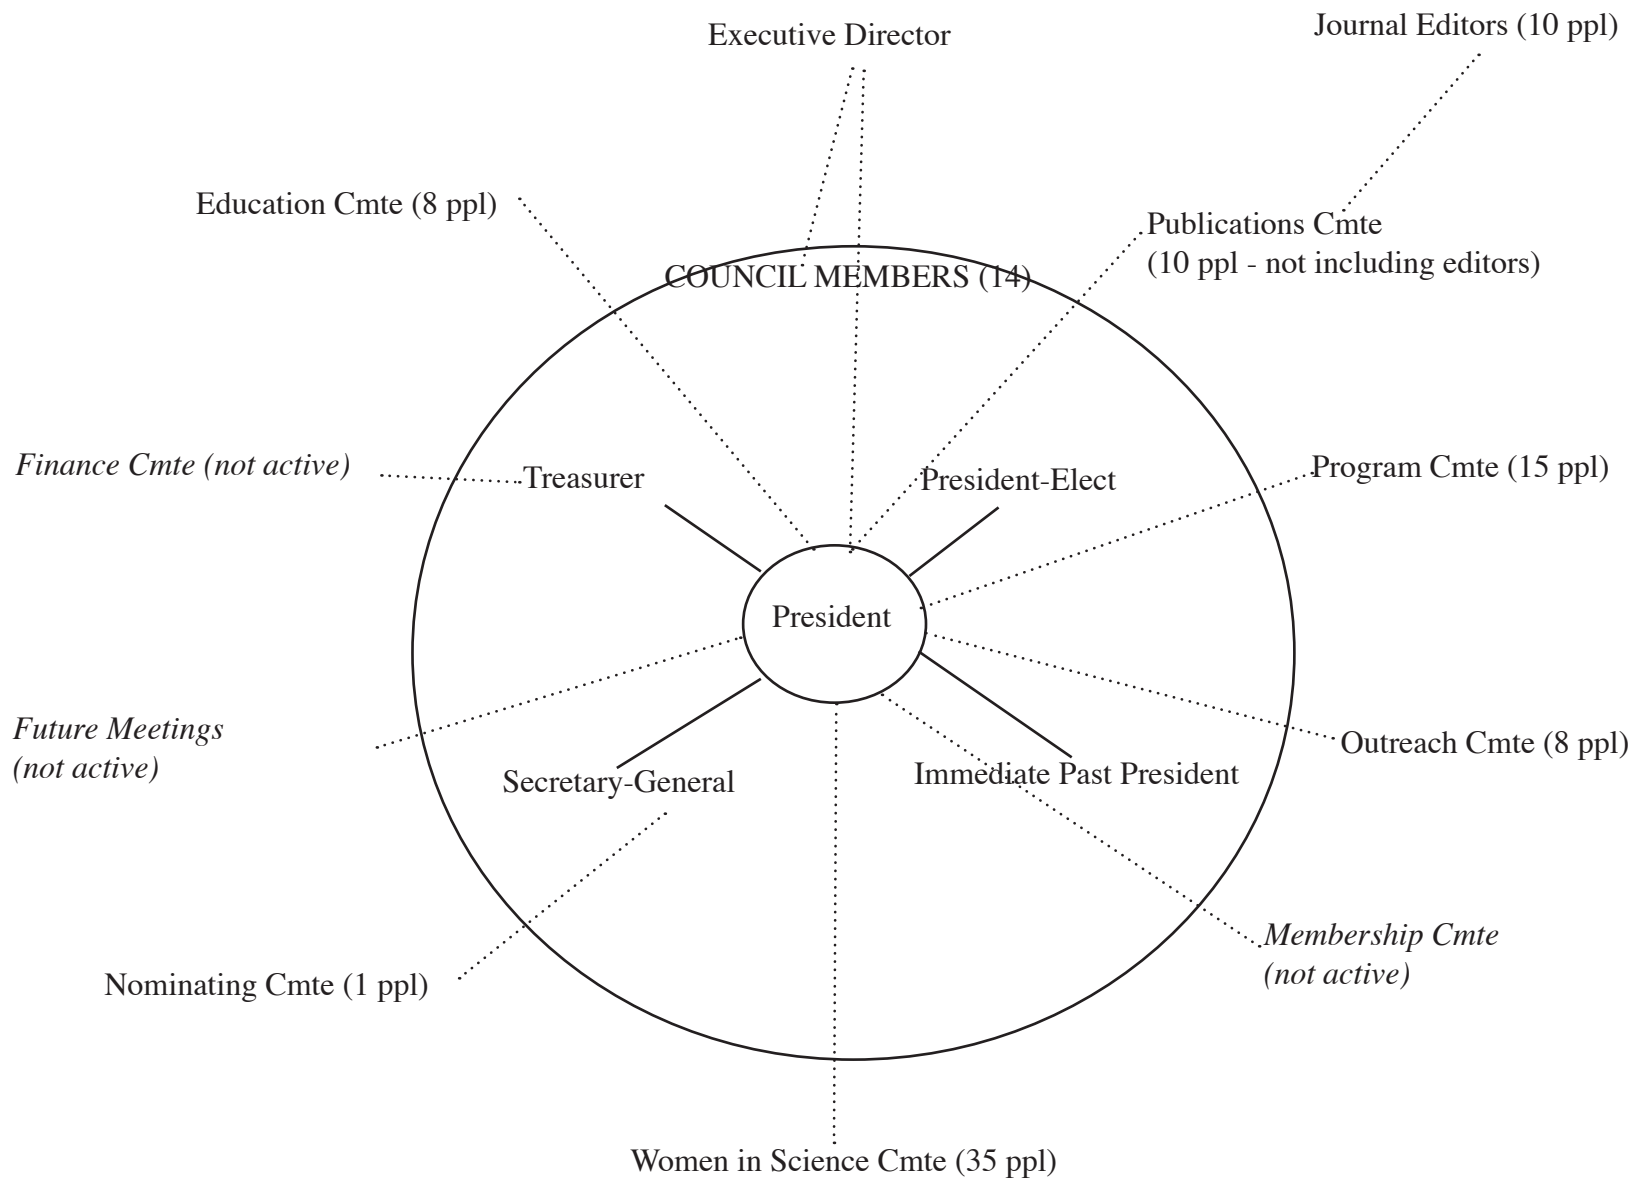 Journal Editors (10 ppl)
Executive Director
Education Cmte (8 ppl)
Publications Cmte
(10 ppl - not including editors)
COUNCIL MEMBERS (14)
Finance Cmte (not active)
Treasurer
President-Elect
Program Cmte (15 ppl)
President
Future Meetings
(not active)
Secretary-General
Immediate Past President
Outreach Cmte (8 ppl)
Membership Cmte
(not active)
Nominating Cmte (1 ppl)
Women in Science Cmte (35 ppl)